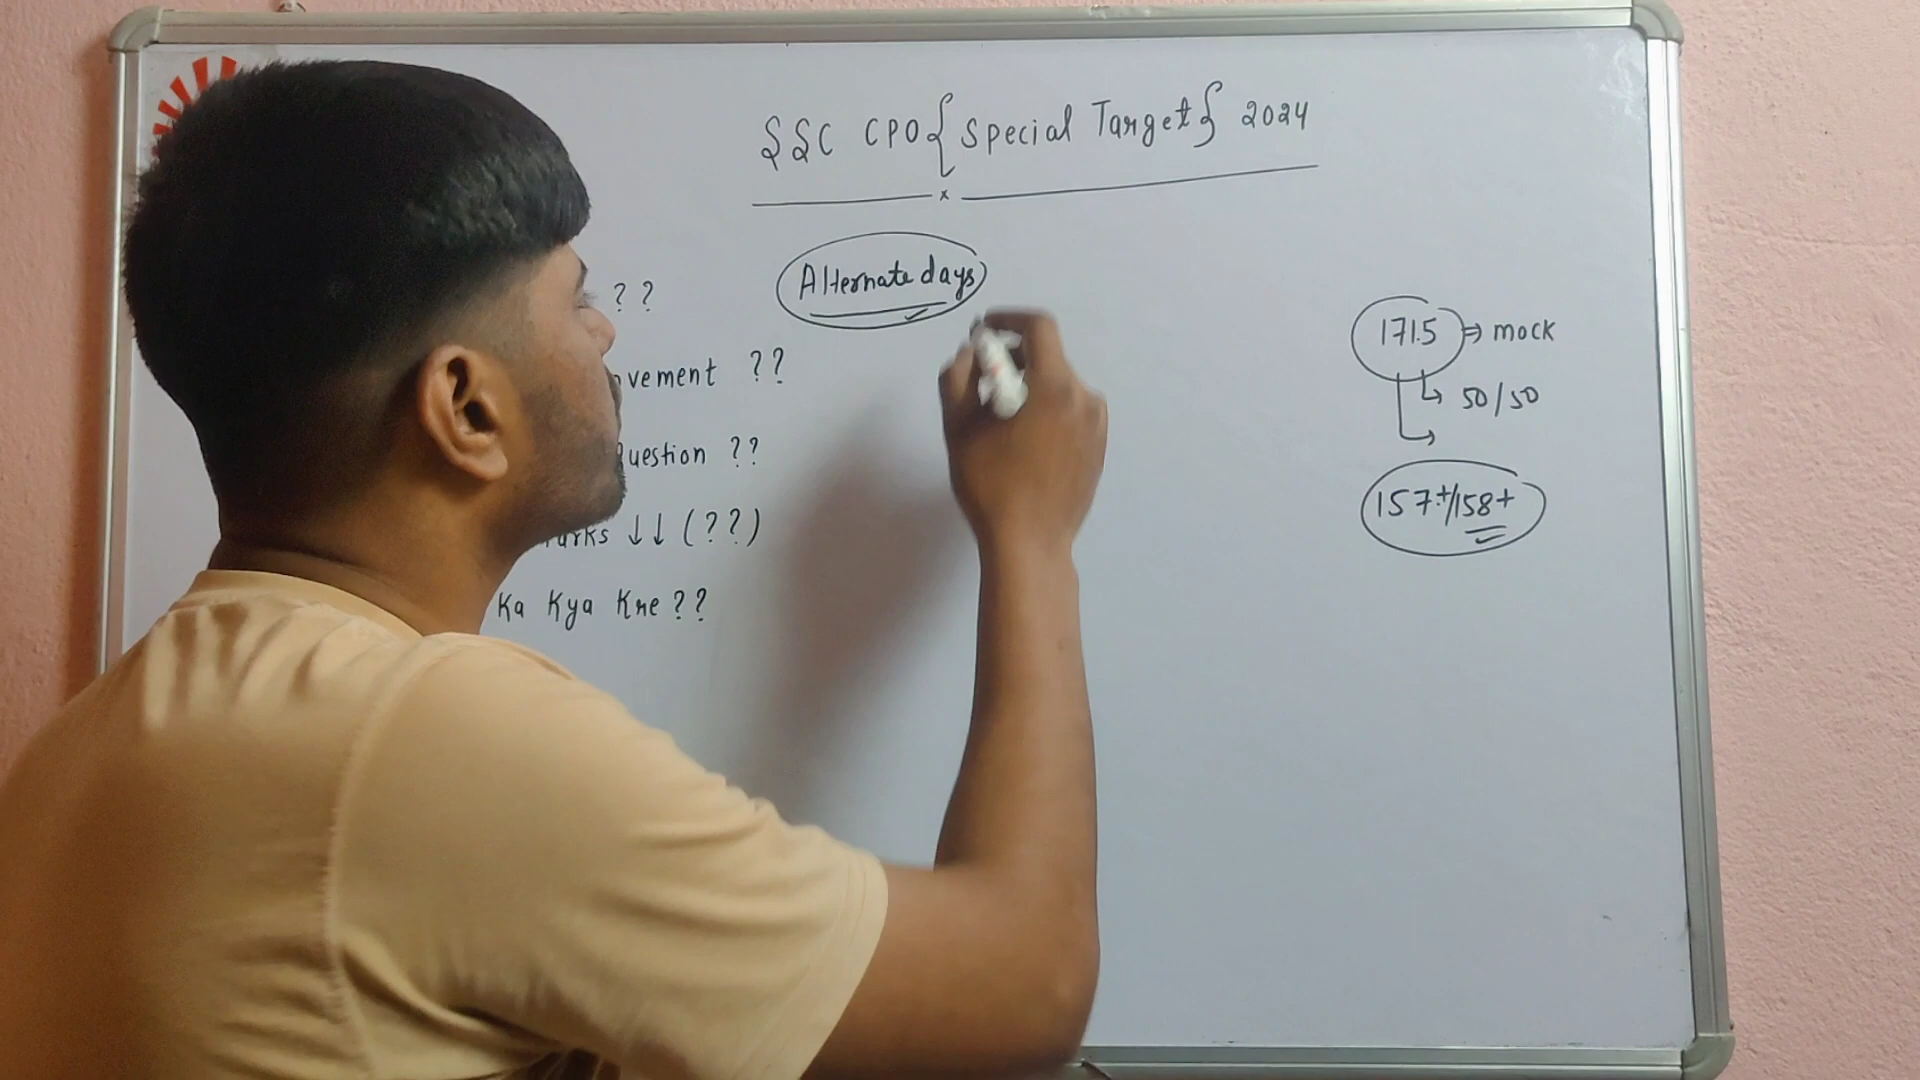 SSC CPO { Special Target } 2024
Alternate days
??
vement ??
uestion ??
arks ↓↓ (??)
Ka Kya Kre ??
171.5 ⇒ mock
↳ 50/50
157+/158+